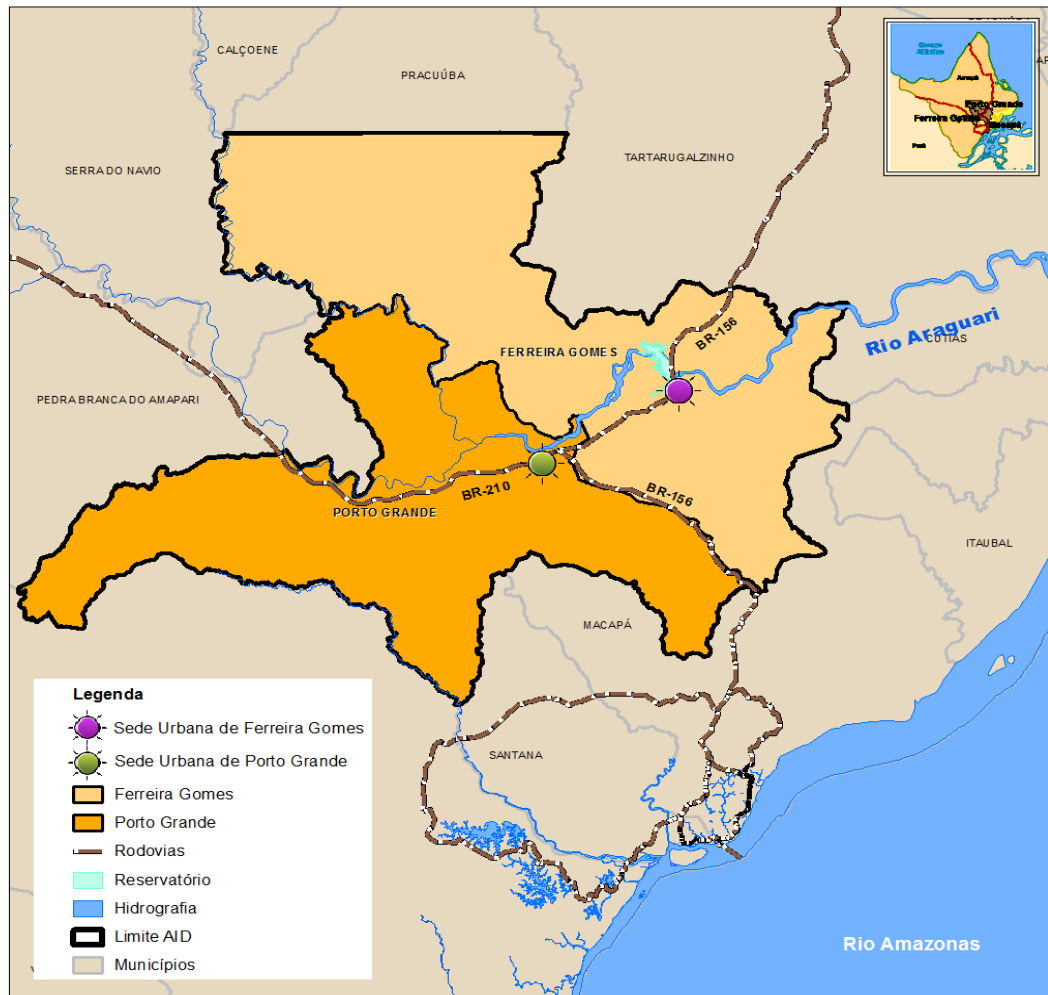 CALÇOENE
PRACUÚBA
TARTARUGALZINHO
SERRA DO NAVIO
Amapá
Porto Grande
Ferreira Gomes
Macapá
Pará
BR-156
Rio Araguari
CUTIAS
FERREIRA GOMES
PEDRA BRANCA DO AMAPARI
BR-210
BR-156
PORTO GRANDE
ITAUBAL
MACAPÁ
SANTANA
Rio Amazonas
Legenda
Sede Urbana de Ferreira Gomes
Sede Urbana de Porto Grande
Ferreira Gomes
Porto Grande
Rodovias
Reservatório
Hidrografia
Limite AID
Municípios